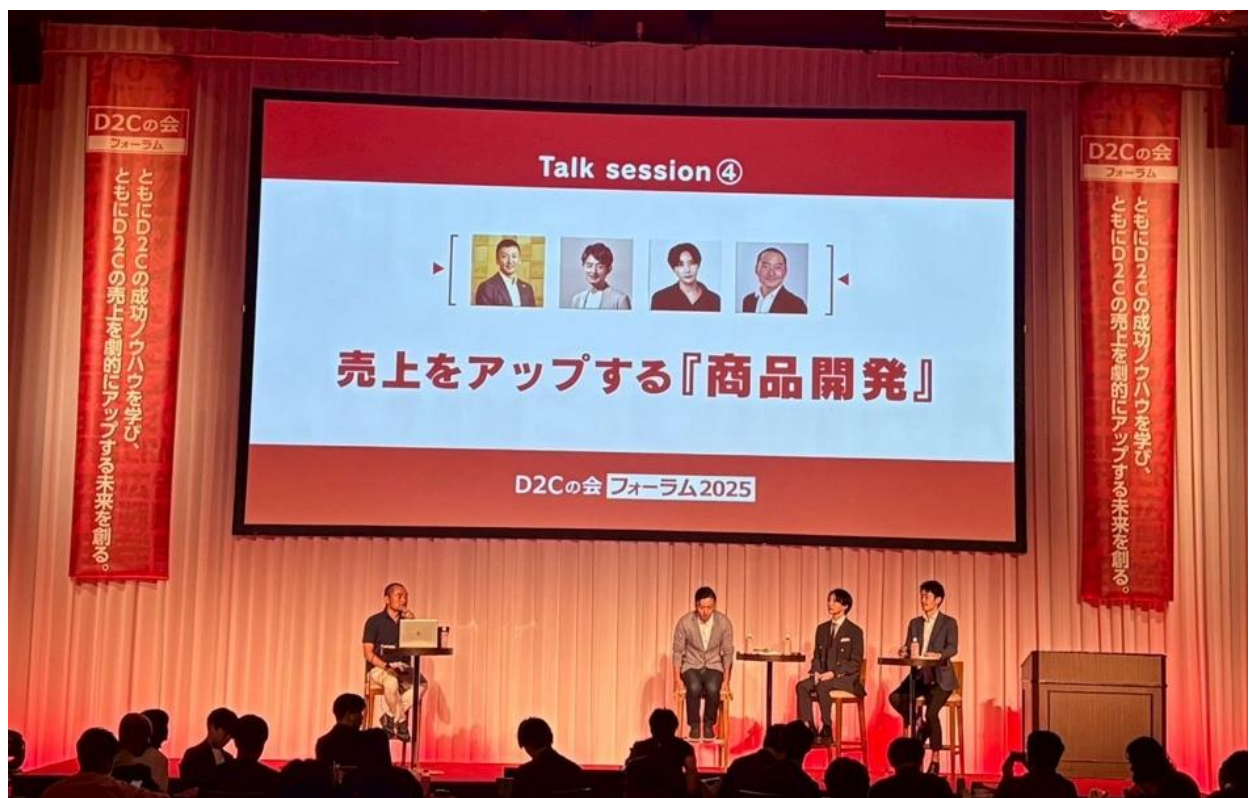 D2Cの会
フォーラム
ともにD2Cの成功ノウハウを学び、
ともにD2Cの売上を劇的にアップする未来を創る。
Talk session④
売上をアップする『商品開発』
D2Cの会 フォーラム2025
D2Cの会
フォーラム
ともにD2Cの成功ノウハウを学び、
ともにD2Cの売上を劇的にアップする未来を創る。